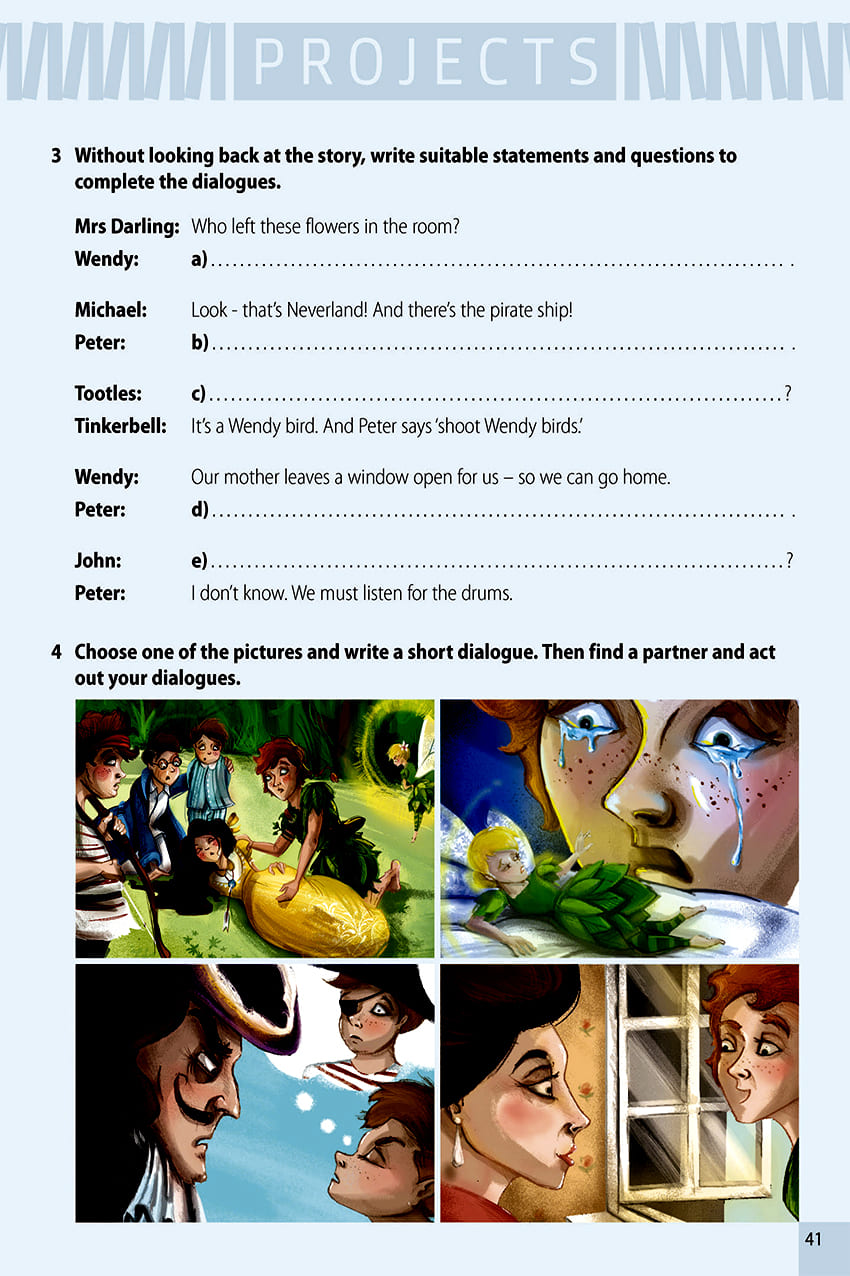 PROJECTS
3 Without looking back at the story, write suitable statements and questions to
complete the dialogues.
Mrs Darling: Who left these flowers in the room?
Wendy: a) ............................................................................... .
Michael: Look - that's Neverland! And there's the pirate ship!
Peter: b) ............................................................................... .
Tootles: c) ...............................................................................?
Tinkerbell: It's a Wendy bird. And Peter says 'shoot Wendy birds.'
Wendy: Our mother leaves a window open for us – so we can go home.
Peter: d) ............................................................................... .
John: e) ...............................................................................?
Peter: I don't know. We must listen for the drums.
4 Choose one of the pictures and write a short dialogue. Then find a partner and act
out your dialogues.
41